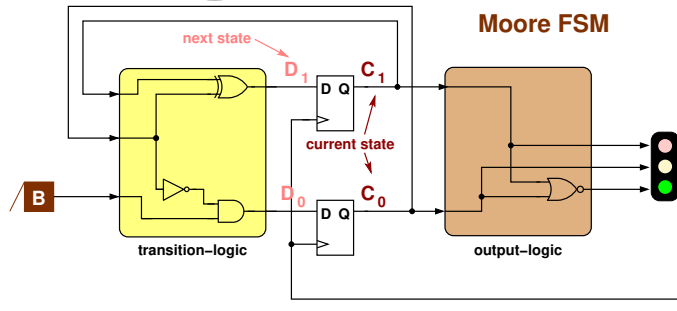 Moore FSM
next state
D1
C1
D Q
current state
B
D0
C0
D Q
transition-logic
output-logic